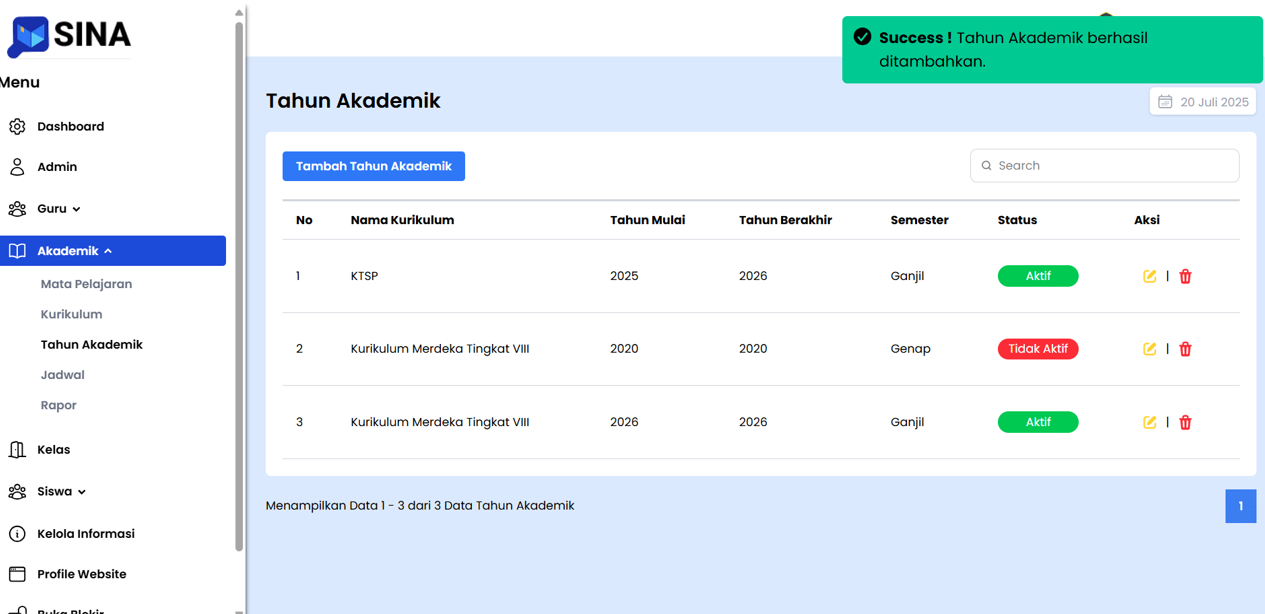 SINA
Menu
Dashboard
Admin
Guru
Akademik
Mata Pelajaran
Kurikulum
Tahun Akademik
Jadwal
Rapor
Kelas
Siswa
Kelola Informasi
Profile Website
Buka Blokir
Success ! Tahun Akademik berhasil
ditambahkan.
Tahun Akademik
20 Juli 2025
Tambah Tahun Akademik
Search
No Nama Kurikulum Tahun Mulai Tahun Berakhir Semester Status Aksi
1 KTSP 2025 2026 Ganjil Aktif |
2 Kurikulum Merdeka Tingkat VIII 2020 2020 Genap Tidak Aktif |
3 Kurikulum Merdeka Tingkat VIII 2026 2026 Ganjil Aktif |
Menampilkan Data 1 - 3 dari 3 Data Tahun Akademik
1